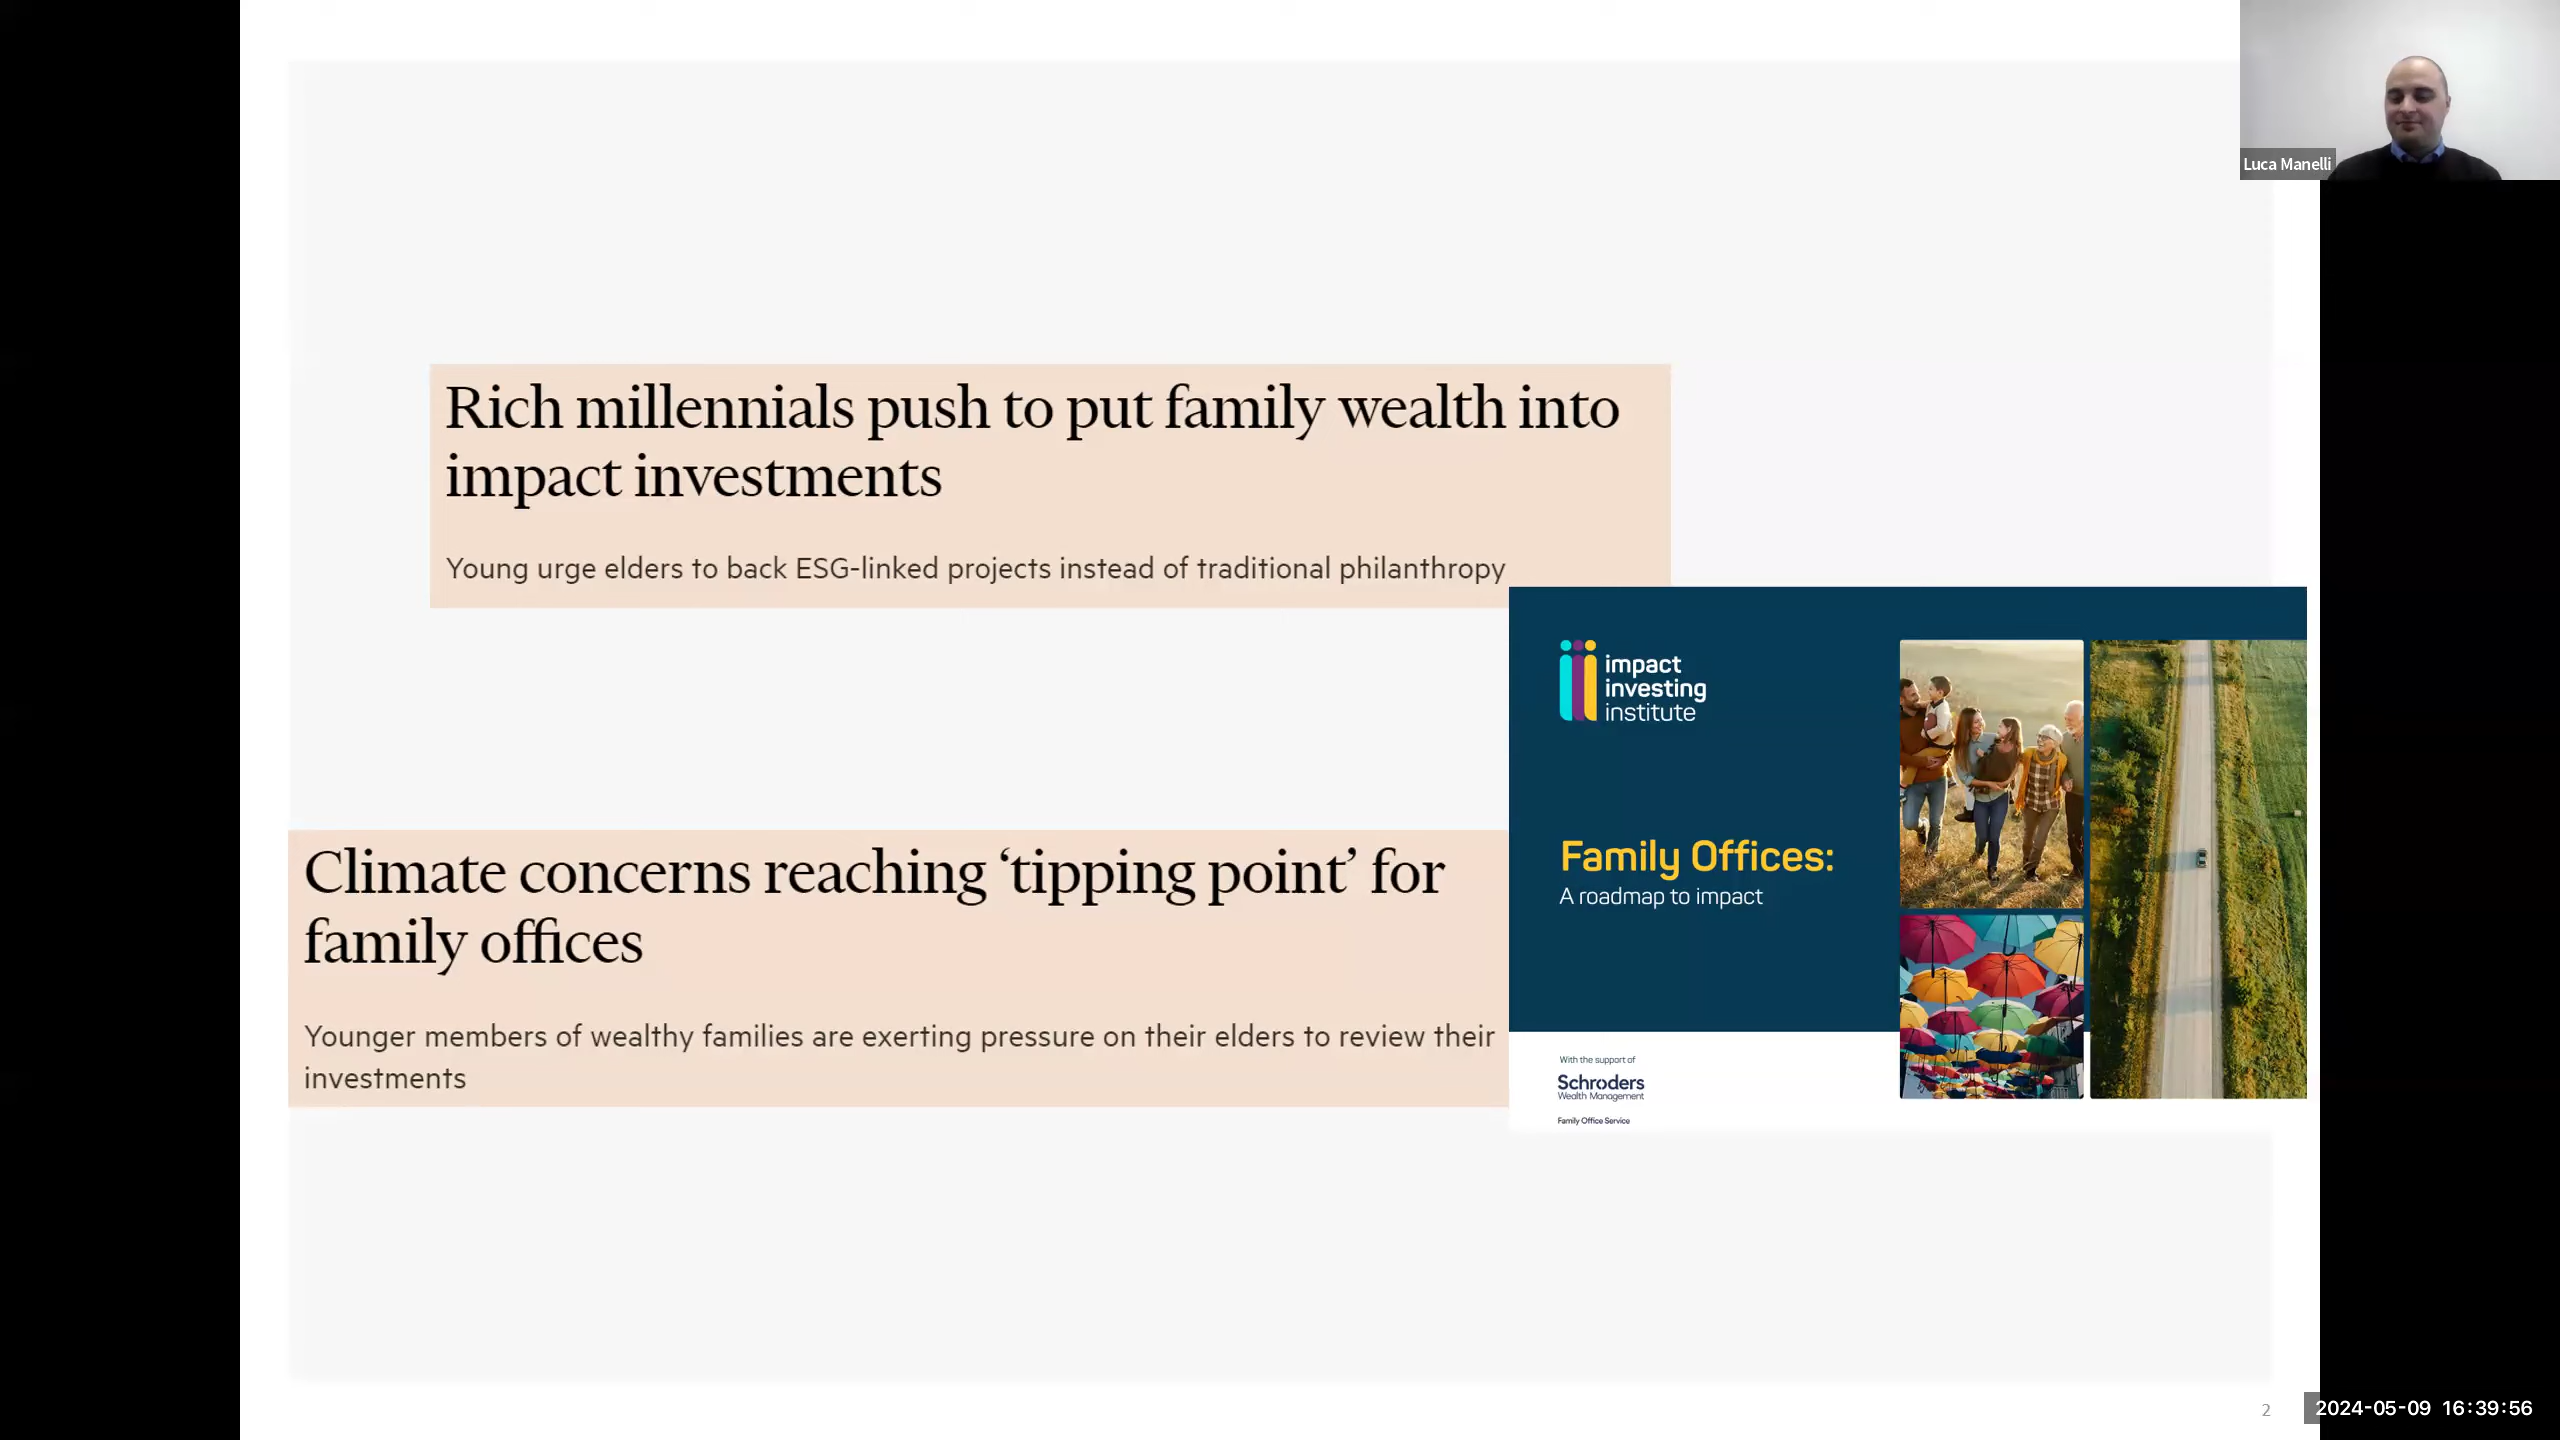 Luca Manelli
Rich millennials push to put family wealth into
impact investments
Young urge elders to back ESG-linked projects instead of traditional philanthropy
impact
investing
institute
Family Offices:
A roadmap to impact
Climate concerns reaching ‘tipping point’ for
family offices
Younger members of wealthy families are exerting pressure on their elders to review their
investments
With the support of
Schroders
Wealth Management
Family Office Service
2
2024-05-09 16:39:56